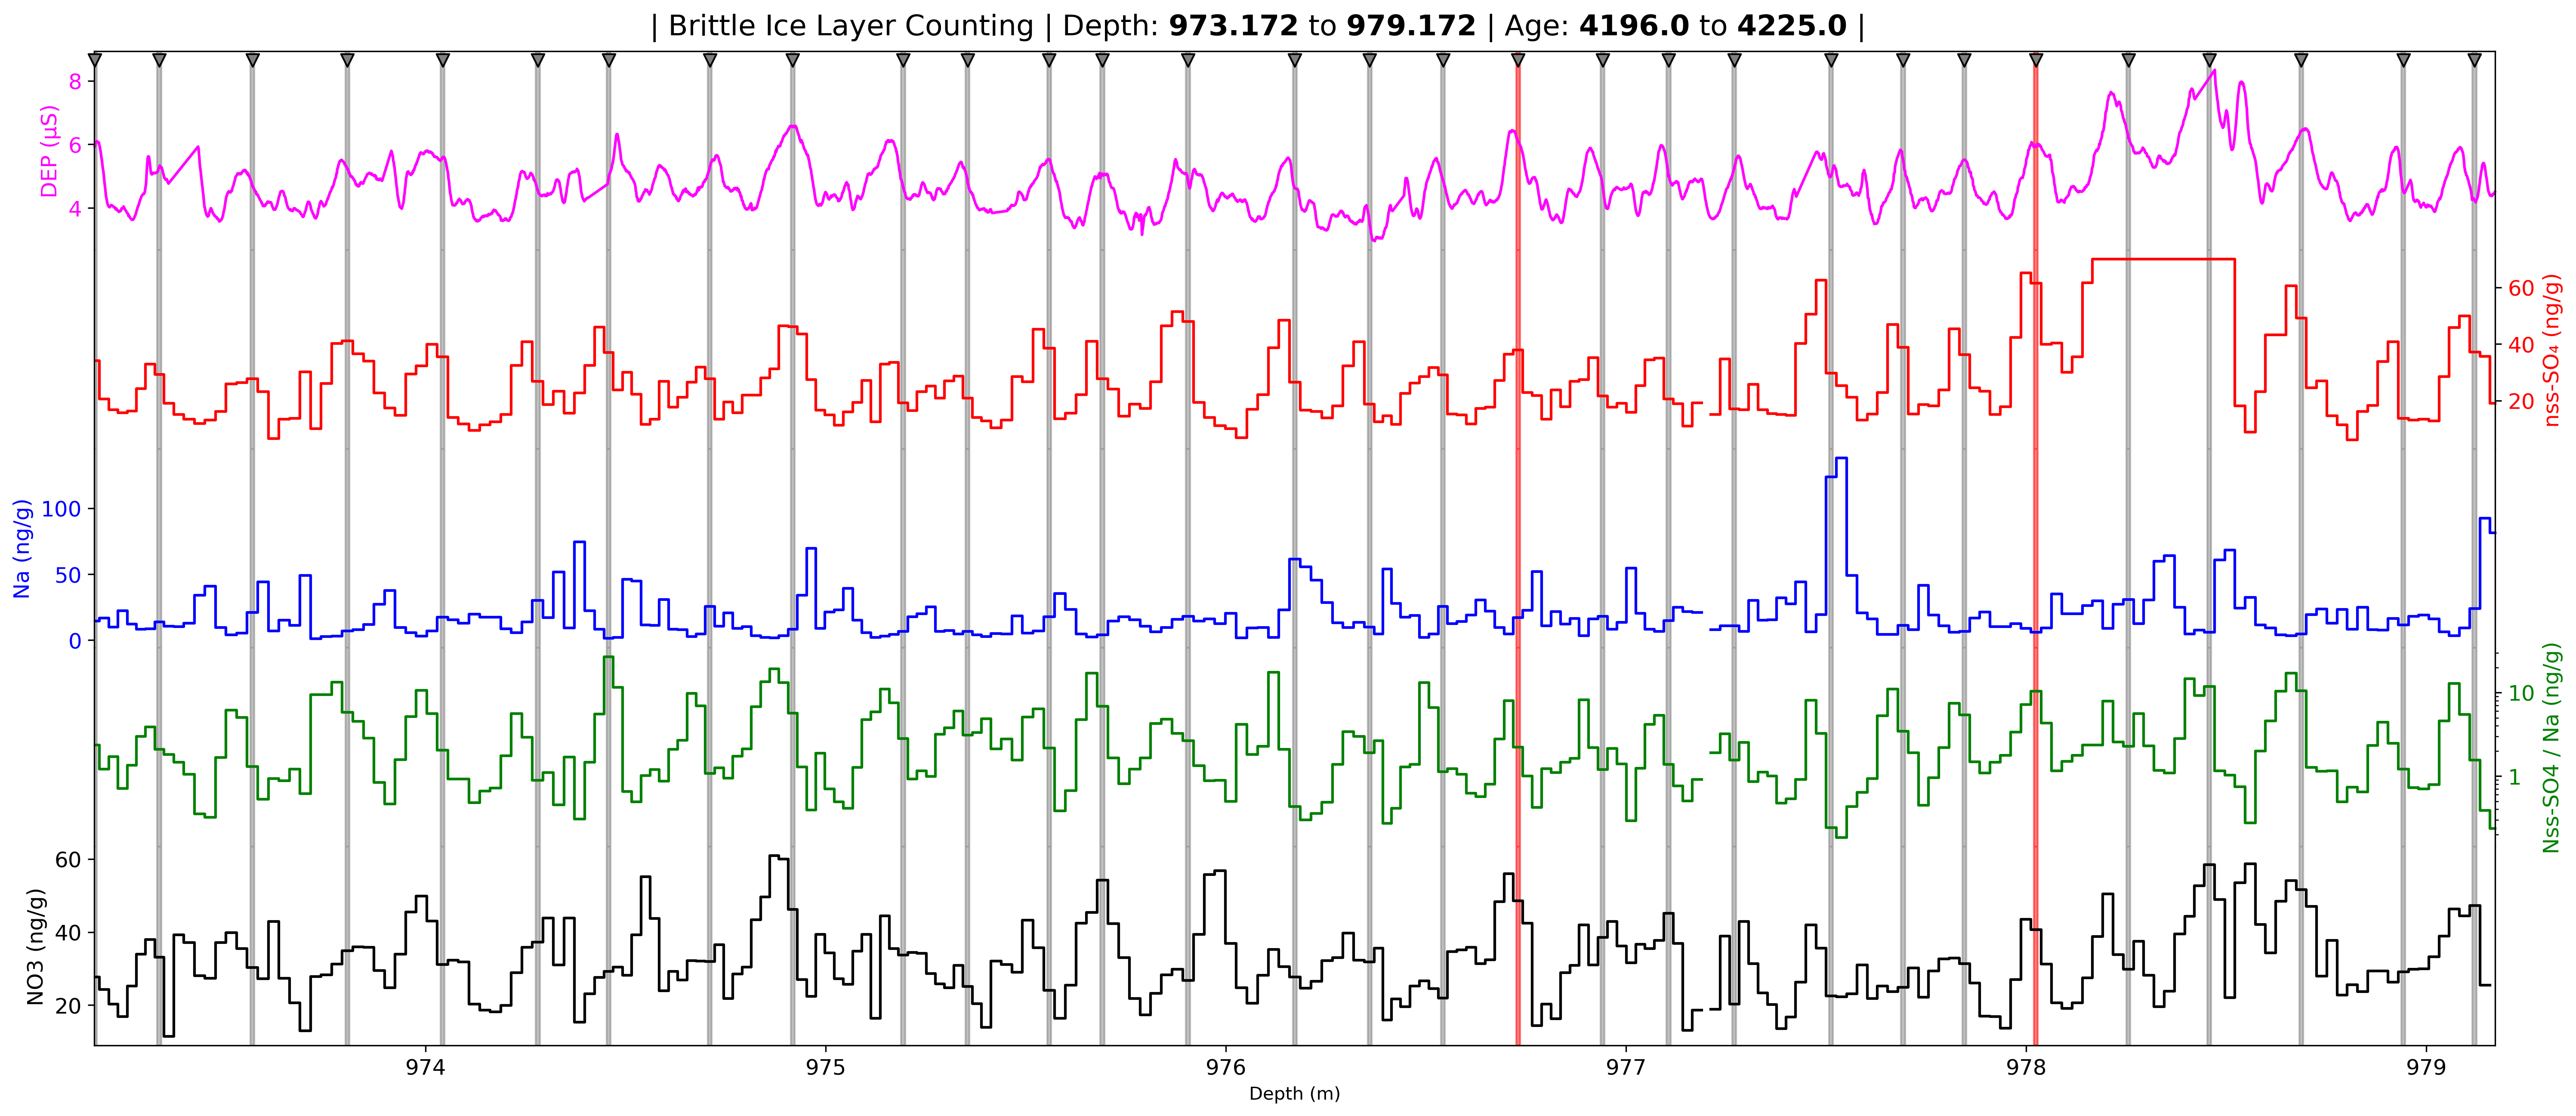 | Brittle Ice Layer Counting | Depth: 973.172 to 979.172 | Age: 4196.0 to 4225.0 |
8
6
4
DEP (µS)
60
40
20
nss-SO₄ (ng/g)
100
50
0
Na (ng/g)
10
1
Nss-SO4 / Na (ng/g)
60
40
20
NO3 (ng/g)
974 975 976 977 978 979
Depth (m)